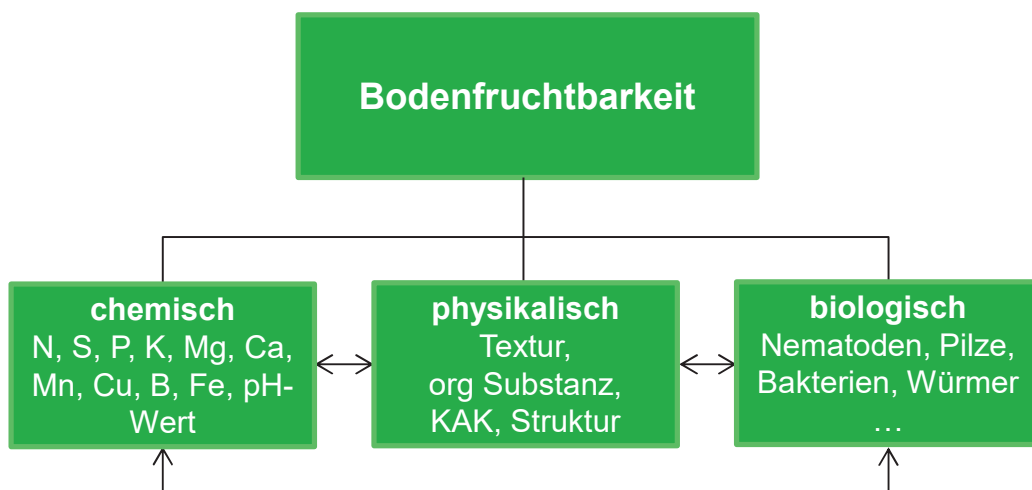 Bodenfruchtbarkeit
chemisch
N, S, P, K, Mg, Ca,
Mn, Cu, B, Fe, pH-
Wert
physikalisch
Textur,
org Substanz,
KAK, Struktur
biologisch
Nematoden, Pilze,
Bakterien, Würmer
…